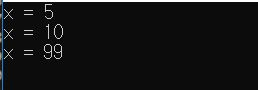 x = 5
x = 10
x = 99